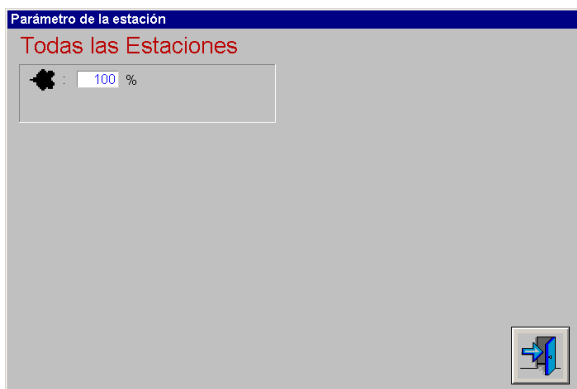 Parámetro de la estación
Todas las Estaciones
: 100 %